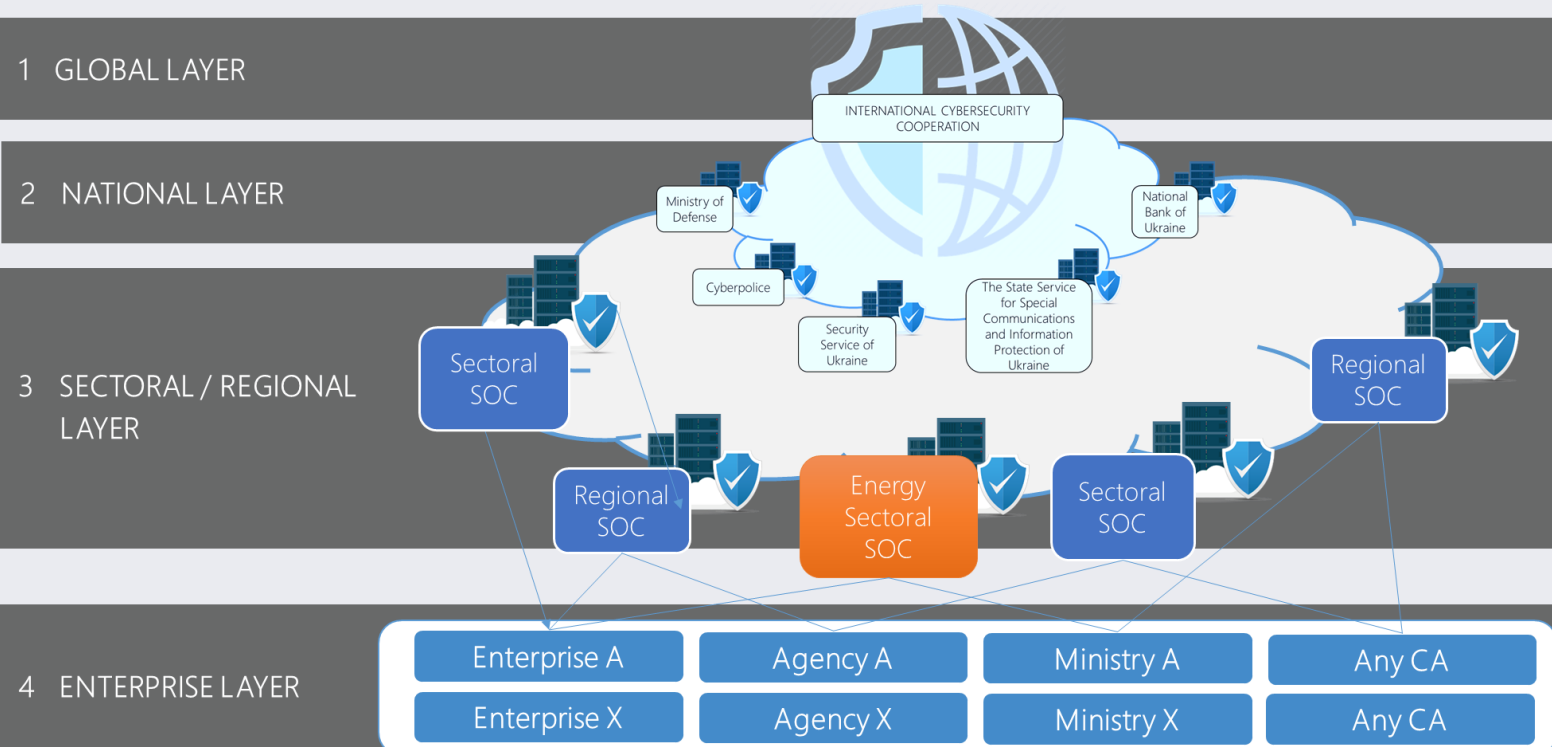 1 GLOBAL LAYER
INTERNATIONAL CYBERSECURITY
COOPERATION
2 NATIONAL LAYER
Ministry of
Defense
National
Bank of
Ukraine
Cyberpolice
Security
Service of
Ukraine
The State Service
for Special
Communications
and Information
Protection of
Ukraine
3 SECTORAL / REGIONAL
LAYER
Sectoral
SOC
Regional
SOC
Regional
SOC
Energy
Sectoral
SOC
Sectoral
SOC
4 ENTERPRISE LAYER
Enterprise A
Agency A
Ministry A
Any CA
Enterprise X
Agency X
Ministry X
Any CA